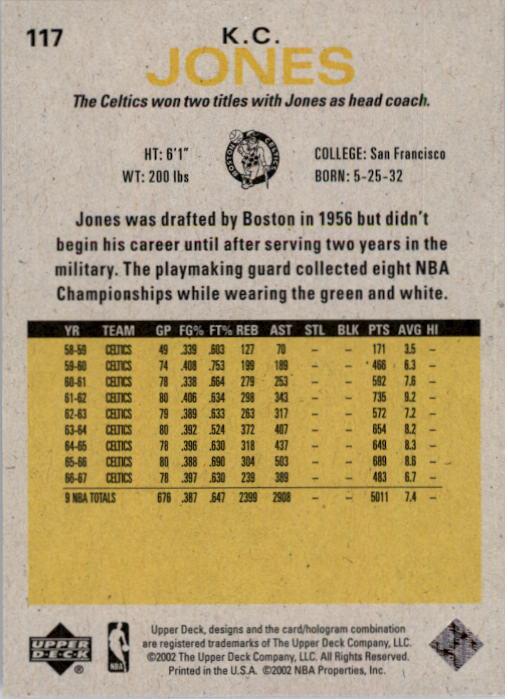 117
K.C.
JONES
The Celtics won two titles with Jones as head coach.
HT: 6'1"
WT: 200 lbs
BOSTON CELTICS
COLLEGE: San Francisco
BORN: 5-25-32
Jones was drafted by Boston in 1956 but didn't
begin his career until after serving two years in the
military. The playmaking guard collected eight NBA
Championships while wearing the green and white.
YR TEAM GP FG% FT% REB AST STL BLK PTS AVG HI
58-59 CELTICS 49 .339 .603 127 70 – – 171 3.5 –
59-60 CELTICS 74 .408 .753 199 189 – – 466 6.3 –
60-61 CELTICS 78 .338 .664 279 253 – – 592 7.6 –
61-62 CELTICS 80 .406 .634 298 343 – – 735 9.2 –
62-63 CELTICS 79 .389 .633 263 317 – – 572 7.2 –
63-64 CELTICS 80 .392 .524 372 407 – – 654 8.2 –
64-65 CELTICS 78 .396 .630 318 437 – – 649 8.3 –
65-66 CELTICS 80 .388 .690 304 503 – – 689 8.6 –
66-67 CELTICS 78 .397 .630 239 389 – – 483 6.7 –
9 NBA TOTALS 676 .387 .647 2399 2908 – – 5011 7.4 –
UPPER DECK ®
NBA
Upper Deck, designs and the card/hologram combination
are registered trademarks of The Upper Deck Company, LLC.
©2002 The Upper Deck Company, LLC. All Rights Reserved.
Printed in the U.S.A. ©2002 NBA Properties, Inc.